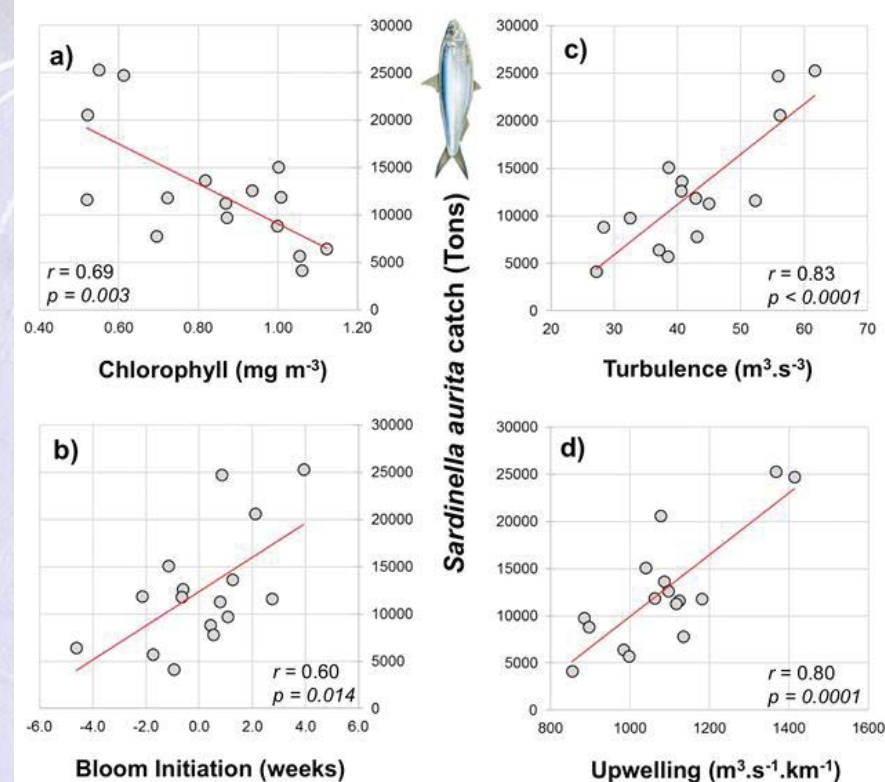 a)
30000
25000
20000
15000
10000
5000
0
r = 0.69
p = 0.003
0.40 0.60 0.80 1.00 1.20
Chlorophyll (mg m⁻³)
b)
30000
25000
20000
15000
10000
5000
0
r = 0.60
p = 0.014
-6.0 -4.0 -2.0 0.0 2.0 4.0 6.0
Bloom Initiation (weeks)
Sardinella aurita catch (Tons)
c)
30000
25000
20000
15000
10000
5000
0
r = 0.83
p < 0.0001
20 30 40 50 60 70
Turbulence (m³.s⁻³)
d)
30000
25000
20000
15000
10000
5000
0
r = 0.80
p = 0.0001
800 1000 1200 1400 1600
Upwelling (m³.s⁻¹.km⁻¹)